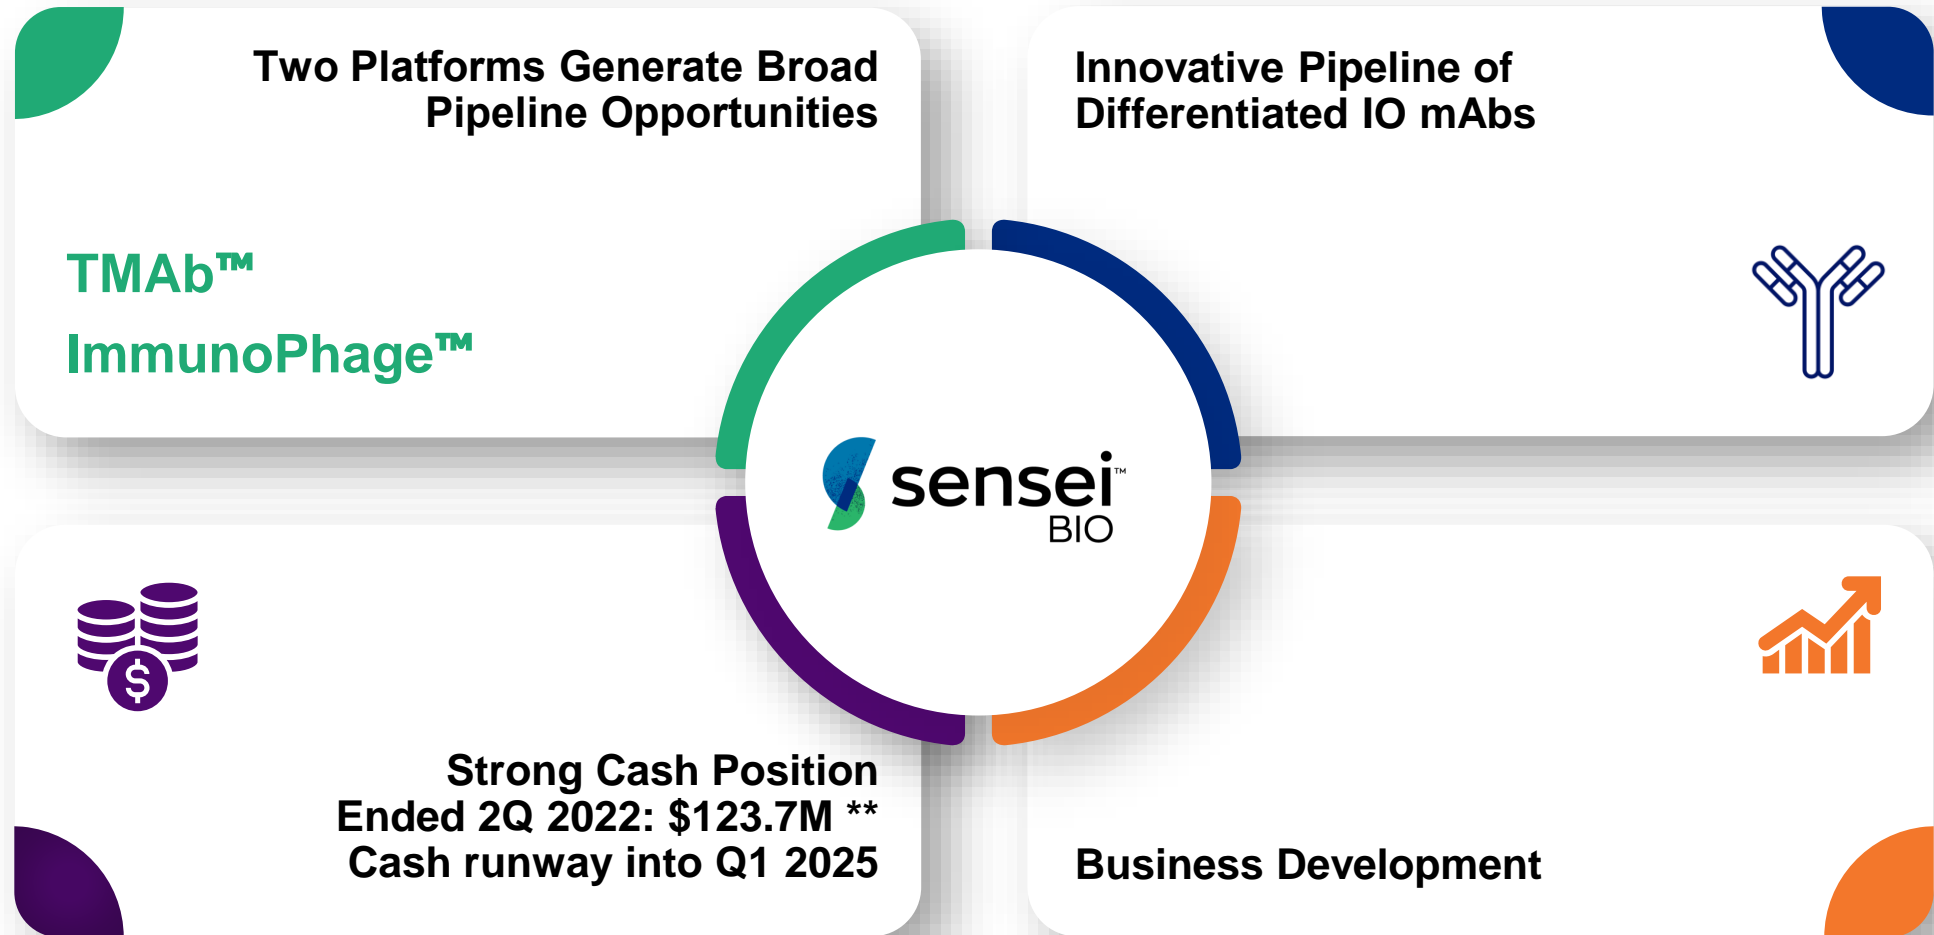 Two Platforms Generate Broad
Pipeline Opportunities
TMAb™
ImmunoPhage™
Innovative Pipeline of
Differentiated IO mAbs
sensei™
BIO
$
Strong Cash Position
Ended 2Q 2022: $123.7M **
Cash runway into Q1 2025
Business Development